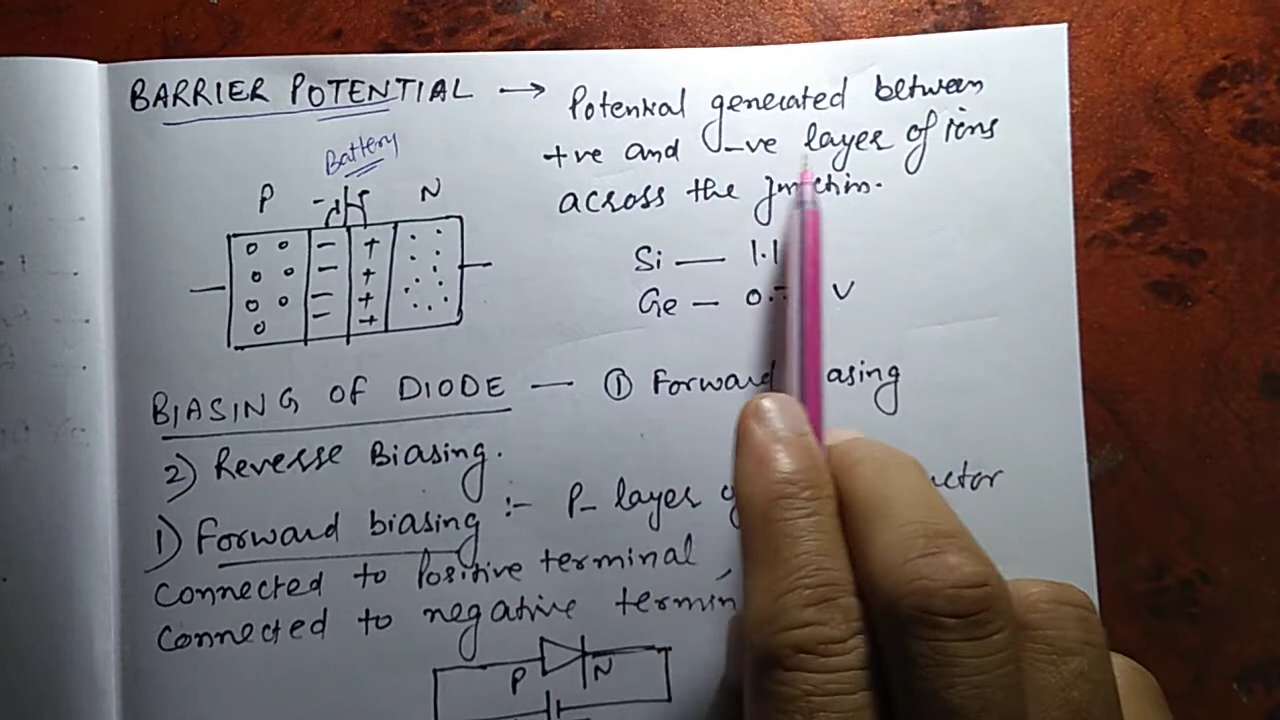 BARRIER POTENTIAL → Potential generated between
+ve and -ve layer of ions
across the
Battery
P - N
Si — 1.1
Ge — V
BIASING OF DIODE — ① Forward
2) Reverse Biasing.
1) Forward biasing :- P- layer
connected to Positive terminal
connected to negative
P N